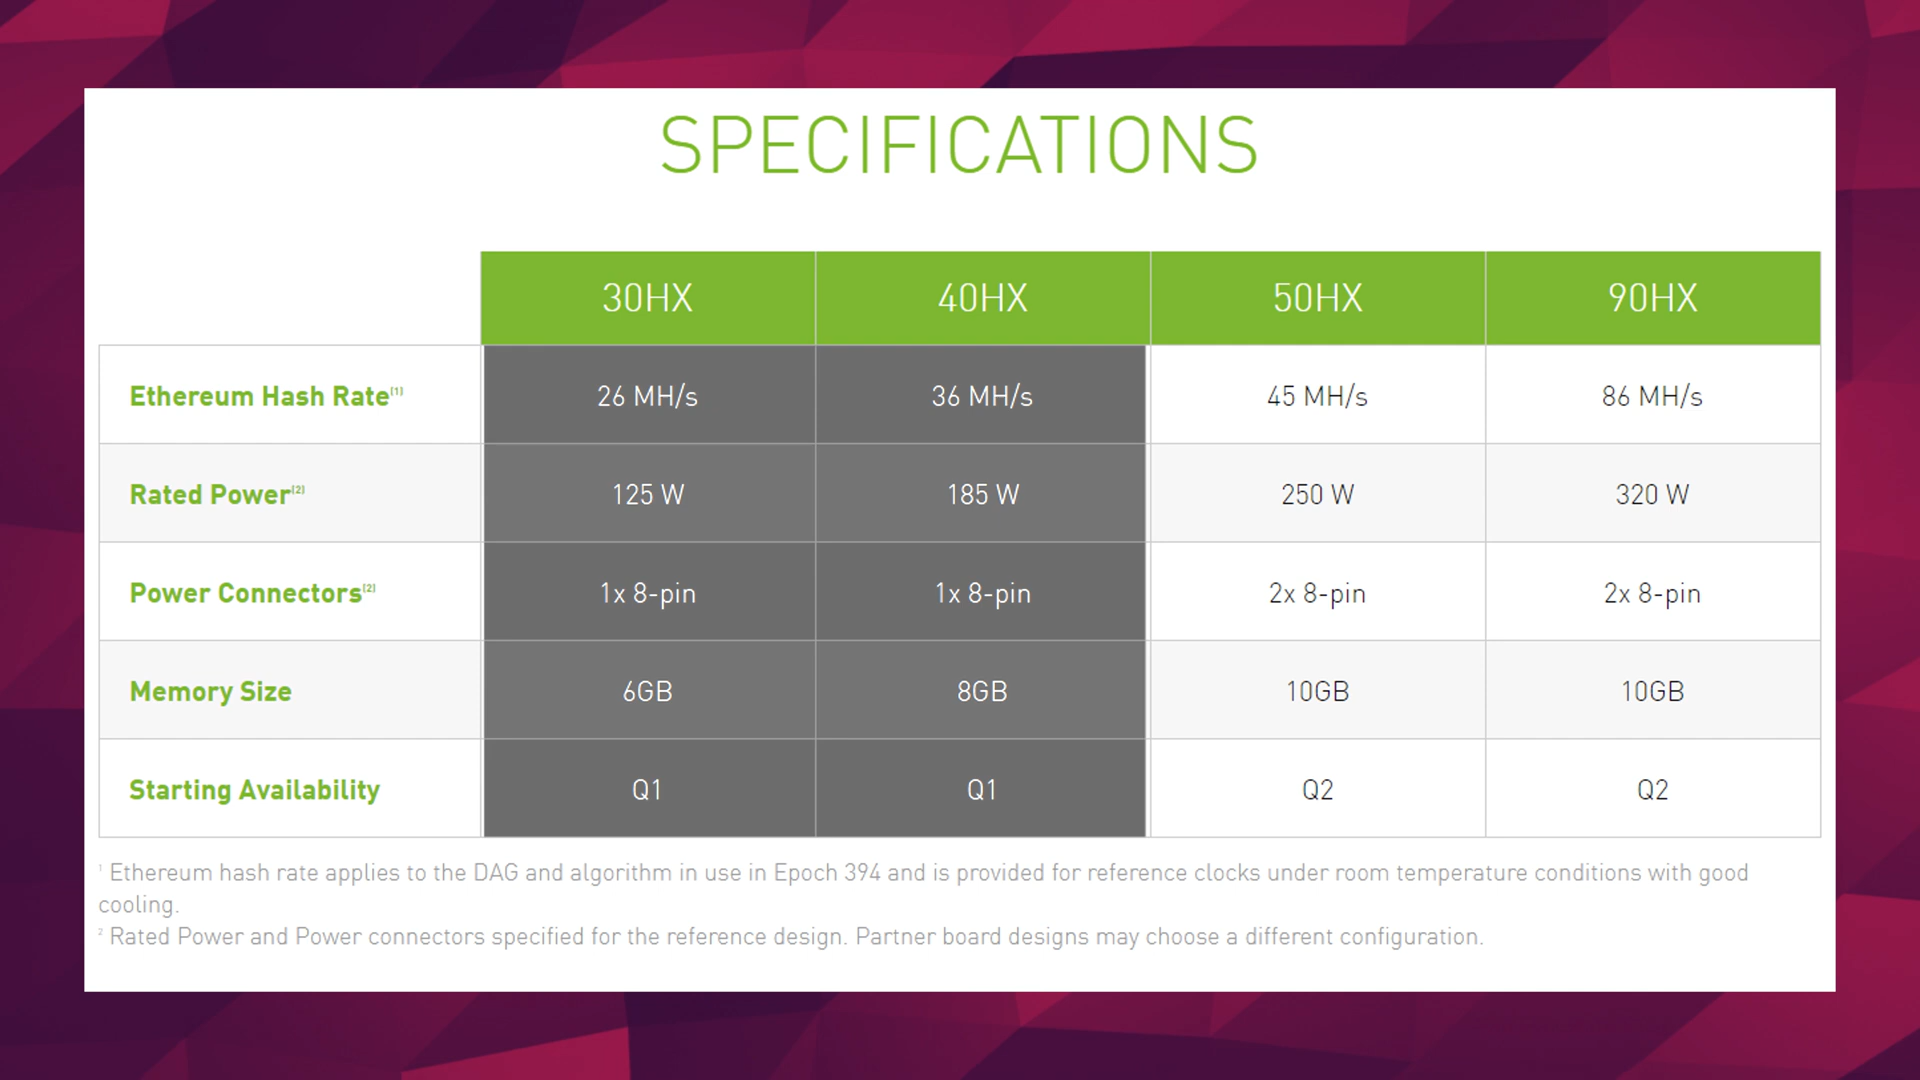 SPECIFICATIONS
30HX 40HX 50HX 90HX
Ethereum Hash Rate(1) 26 MH/s 36 MH/s 45 MH/s 86 MH/s
Rated Power(2) 125 W 185 W 250 W 320 W
Power Connectors(2) 1x 8-pin 1x 8-pin 2x 8-pin 2x 8-pin
Memory Size 6GB 8GB 10GB 10GB
Starting Availability Q1 Q1 Q2 Q2
1 Ethereum hash rate applies to the DAG and algorithm in use in Epoch 394 and is provided for reference clocks under room temperature conditions with good
cooling.
2 Rated Power and Power connectors specified for the reference design. Partner board designs may choose a different configuration.